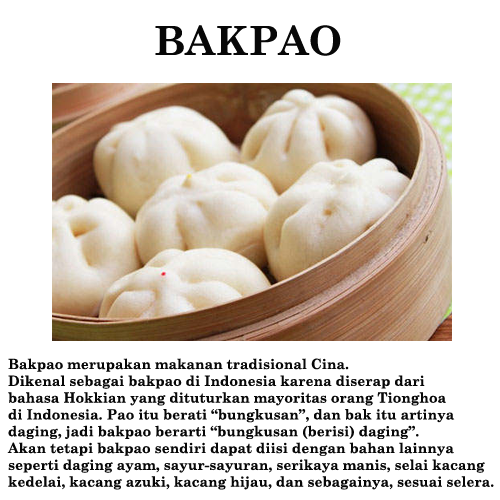 BAKPAO
Bakpao merupakan makanan tradisional Cina.
Dikenal sebagai bakpao di Indonesia karena diserap dari
bahasa Hokkian yang dituturkan mayoritas orang Tionghoa
di Indonesia. Pao itu berati “bungkusan”, dan bak itu artinya
daging, jadi bakpao berarti “bungkusan (berisi) daging”.
Akan tetapi bakpao sendiri dapat diisi dengan bahan lainnya
seperti daging ayam, sayur-sayuran, serikaya manis, selai kacang
kedelai, kacang azuki, kacang hijau, dan sebagainya, sesuai selera.